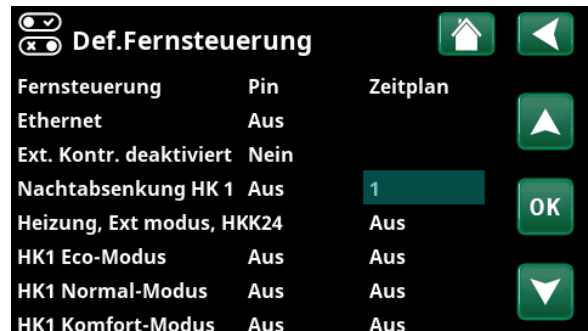 Def.Fernsteuerung
Fernsteuerung Pin Zeitplan
Ethernet Aus
Ext. Kontr. deaktiviert Nein
Nachtabsenkung HK 1 Aus 1
Heizung, Ext modus, HKK24 Aus
HK1 Eco-Modus Aus Aus
HK1 Normal-Modus Aus Aus
HK1 Komfort-Modus Aus Aus
OK